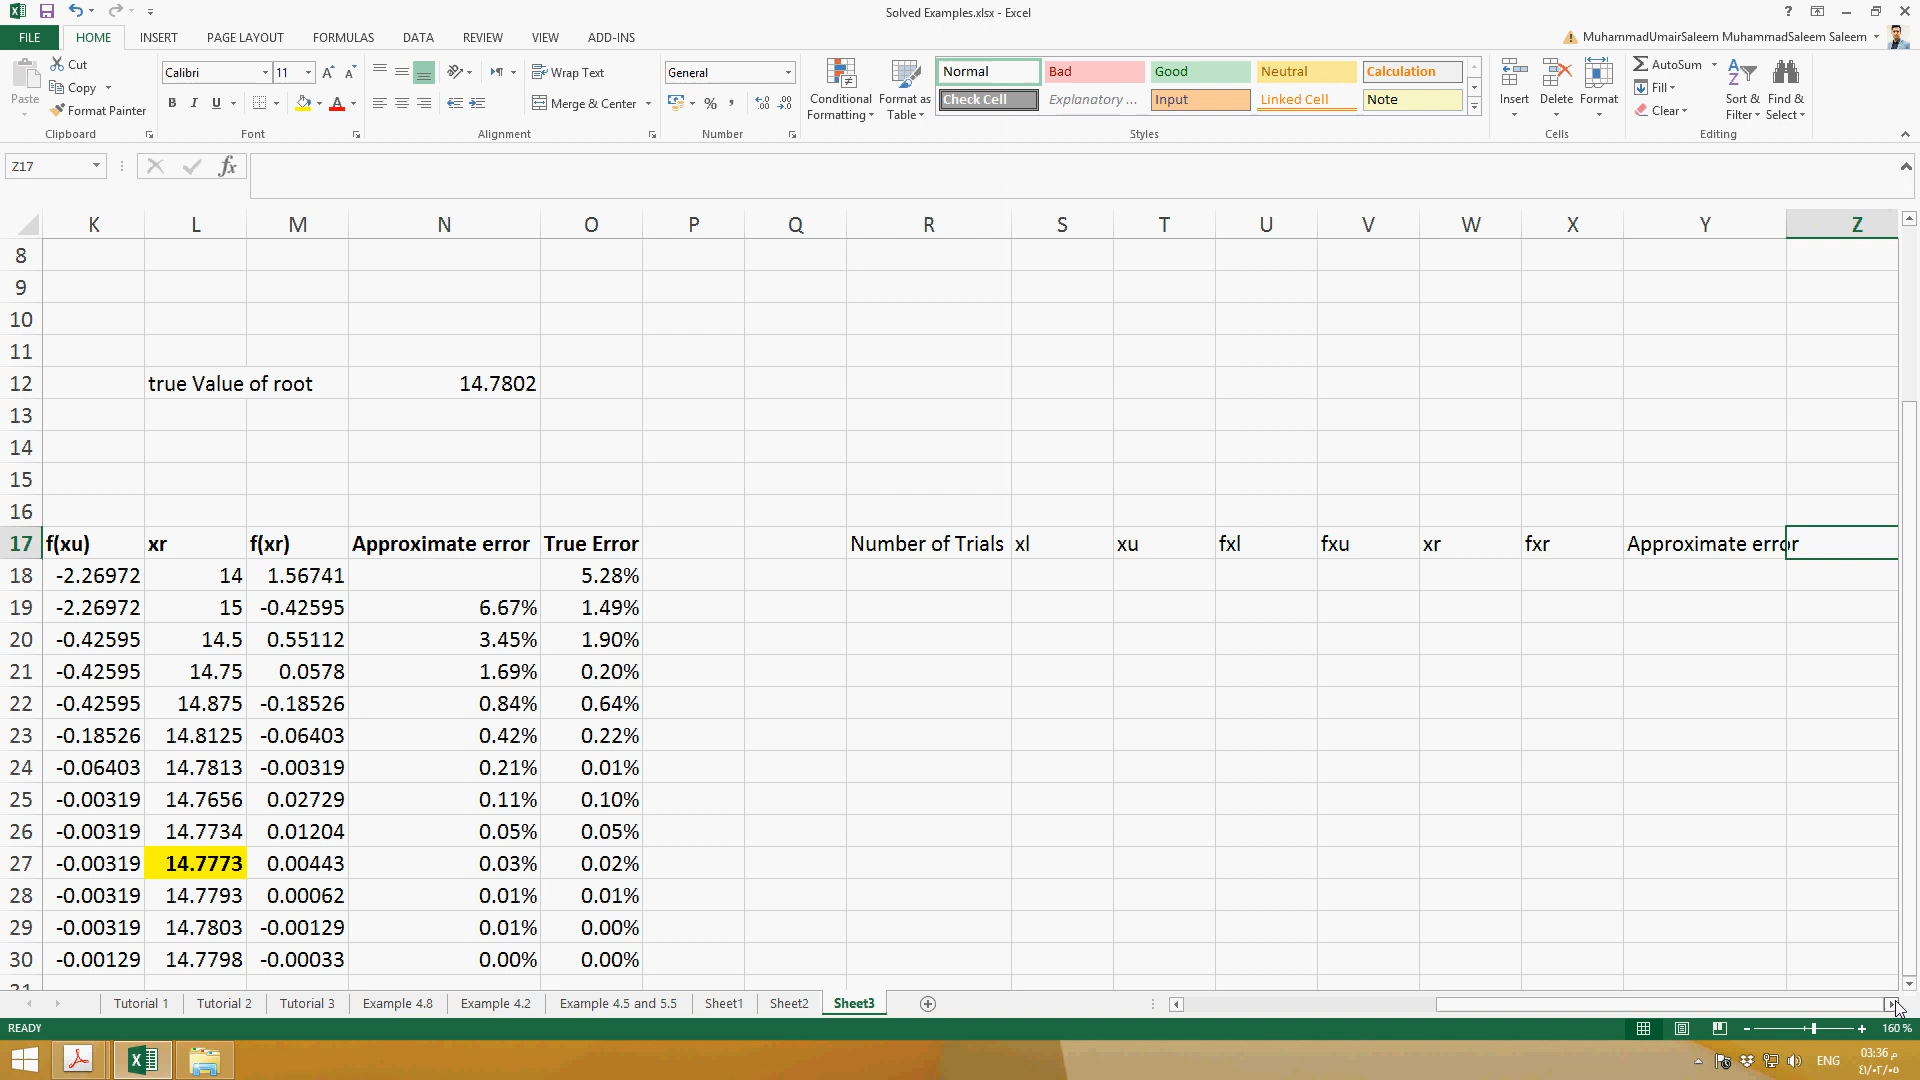 Solved Examples.xlsx - Excel
FILE HOME INSERT PAGE LAYOUT FORMULAS DATA REVIEW VIEW ADD-INS
MuhammadUmairSaleem MuhammadSaleem Saleem
Paste
Cut
Copy
Format Painter
Clipboard
Calibri 11
B I U
Font
Wrap Text
Merge & Center
Alignment
General
Number
Conditional Formatting
Format as Table
Normal Bad Good Neutral Calculation
Check Cell Explanatory ... Input Linked Cell Note
Styles
Insert Delete Format
Cells
AutoSum
Fill
Clear
Sort & Filter
Find & Select
Editing
Z17
fx
K L M N O P Q R S T U V W X Y Z
8
9
10
11
12 true Value of root 14.7802
13
14
15
16
17 f(xu) xr f(xr) Approximate error True Error Number of Trials xl xu fxl fxu xr fxr Approximate error
18 -2.26972 14 1.56741 5.28%
19 -2.26972 15 -0.42595 6.67% 1.49%
20 -0.42595 14.5 0.55112 3.45% 1.90%
21 -0.42595 14.75 0.0578 1.69% 0.20%
22 -0.42595 14.875 -0.18526 0.84% 0.64%
23 -0.18526 14.8125 -0.06403 0.42% 0.22%
24 -0.06403 14.7813 -0.00319 0.21% 0.01%
25 -0.00319 14.7656 0.02729 0.11% 0.10%
26 -0.00319 14.7734 0.01204 0.05% 0.05%
27 -0.00319 14.7773 0.00443 0.03% 0.02%
28 -0.00319 14.7793 0.00062 0.01% 0.01%
29 -0.00319 14.7803 -0.00129 0.01% 0.00%
30 -0.00129 14.7798 -0.00033 0.00% 0.00%
Tutorial 1 Tutorial 2 Tutorial 3 Example 4.8 Example 4.2 Example 4.5 and 5.5 Sheet1 Sheet2 Sheet3
READY 160 %
ENG
03:36 م